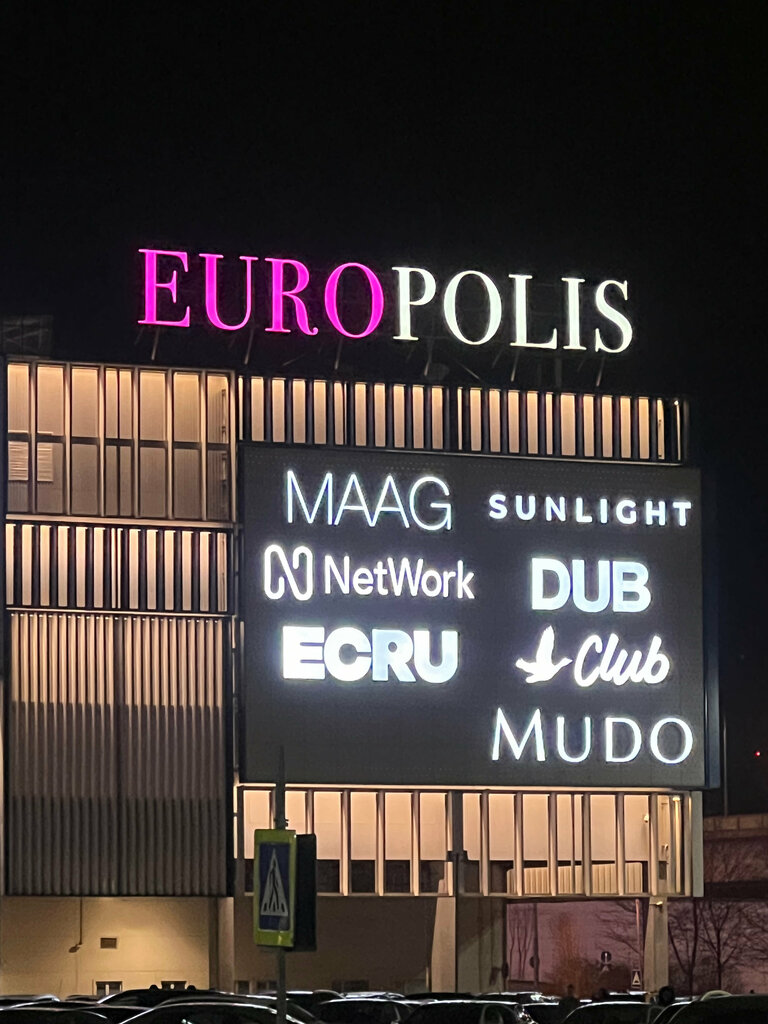 EUROPOLIS
MAAG
SUNLIGHT
NetWork
DUB
ECRU
Club
MUDO